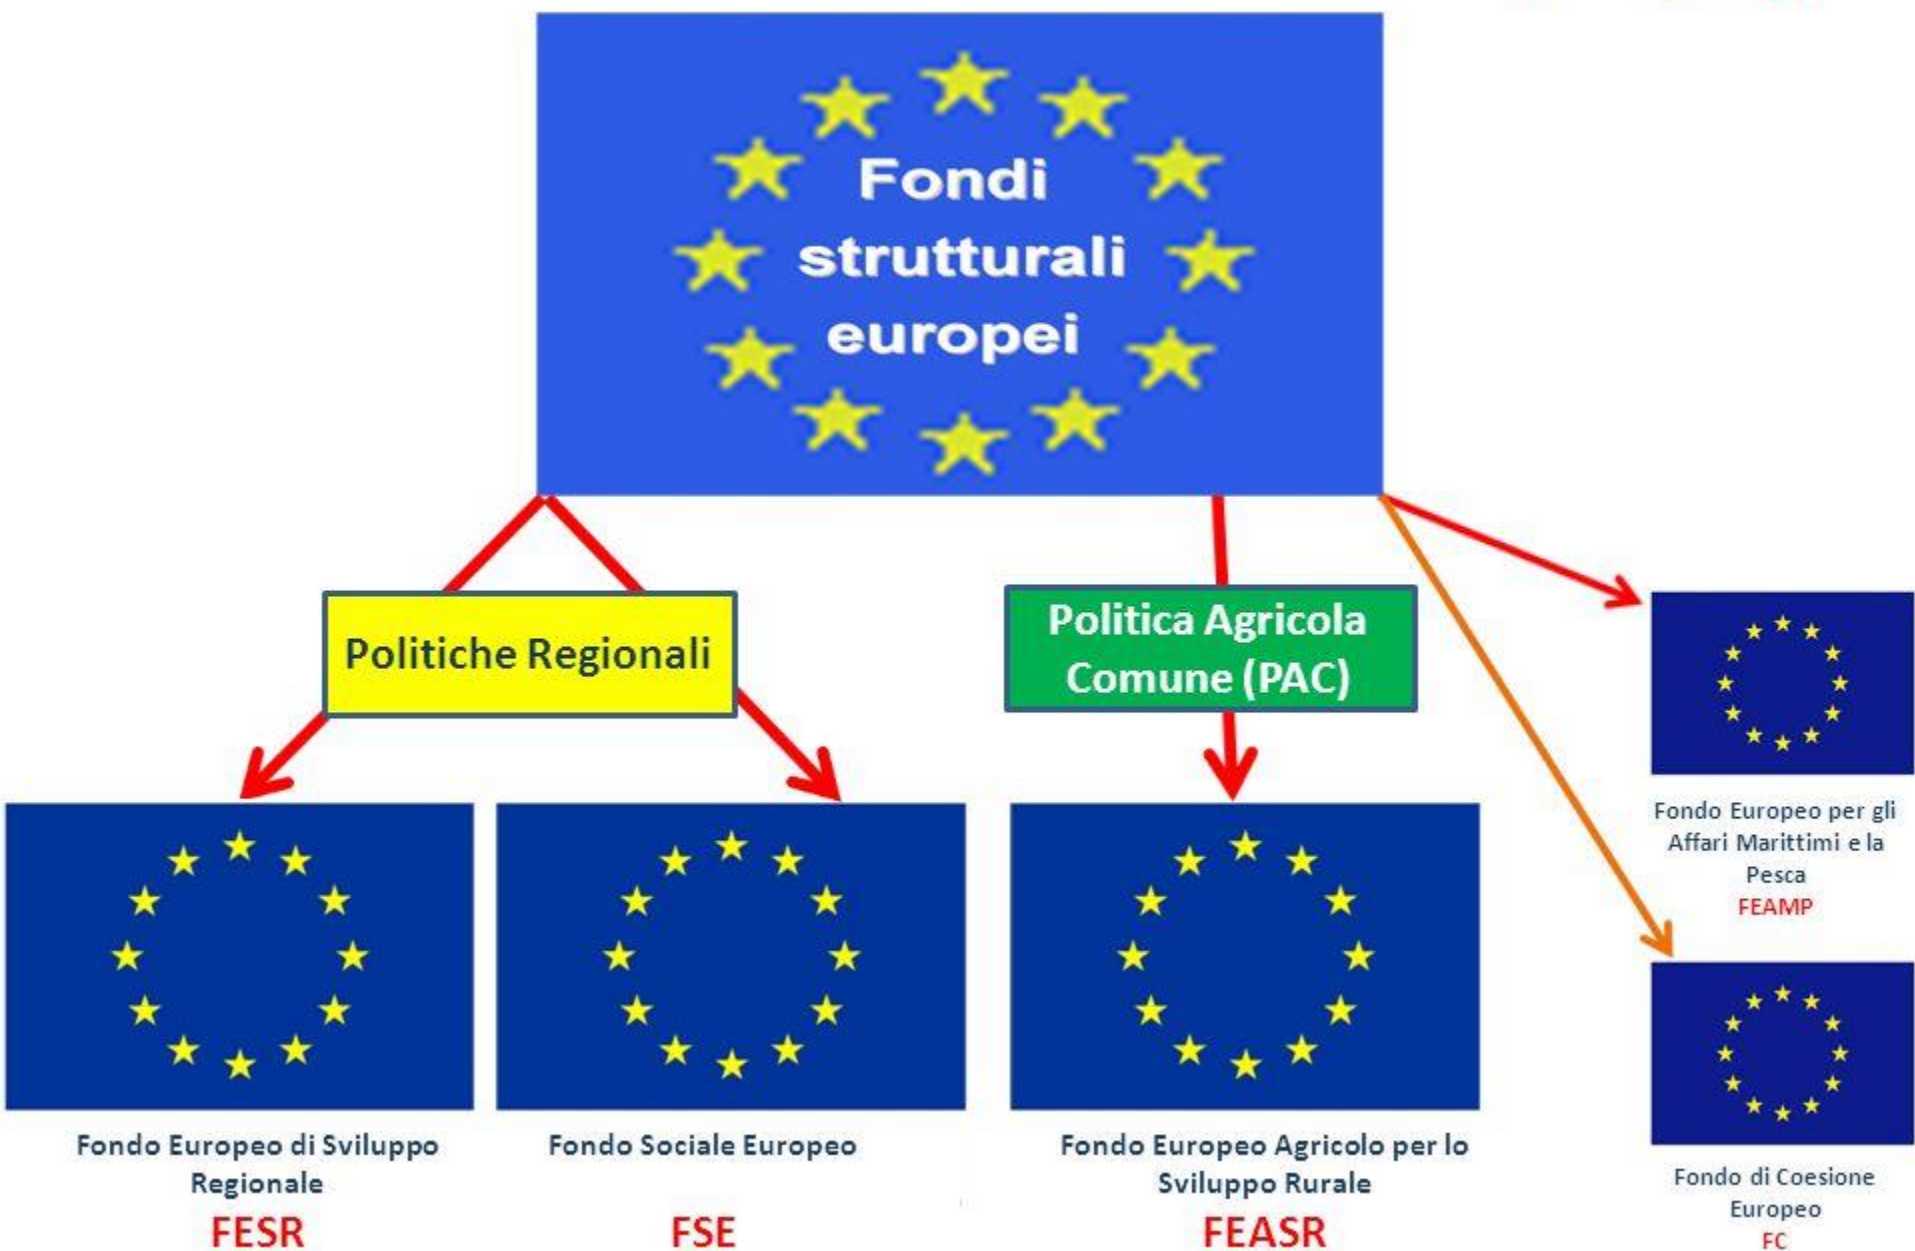 Fondi
strutturali
europei
Politiche Regionali
Politica Agricola
Comune (PAC)
Fondo Europeo di Sviluppo
Regionale
FESR
Fondo Sociale Europeo
FSE
Fondo Europeo Agricolo per lo
Sviluppo Rurale
FEASR
Fondo Europeo per gli
Affari Marittimi e la
Pesca
FEAMP
Fondo di Coesione
Europeo
FC